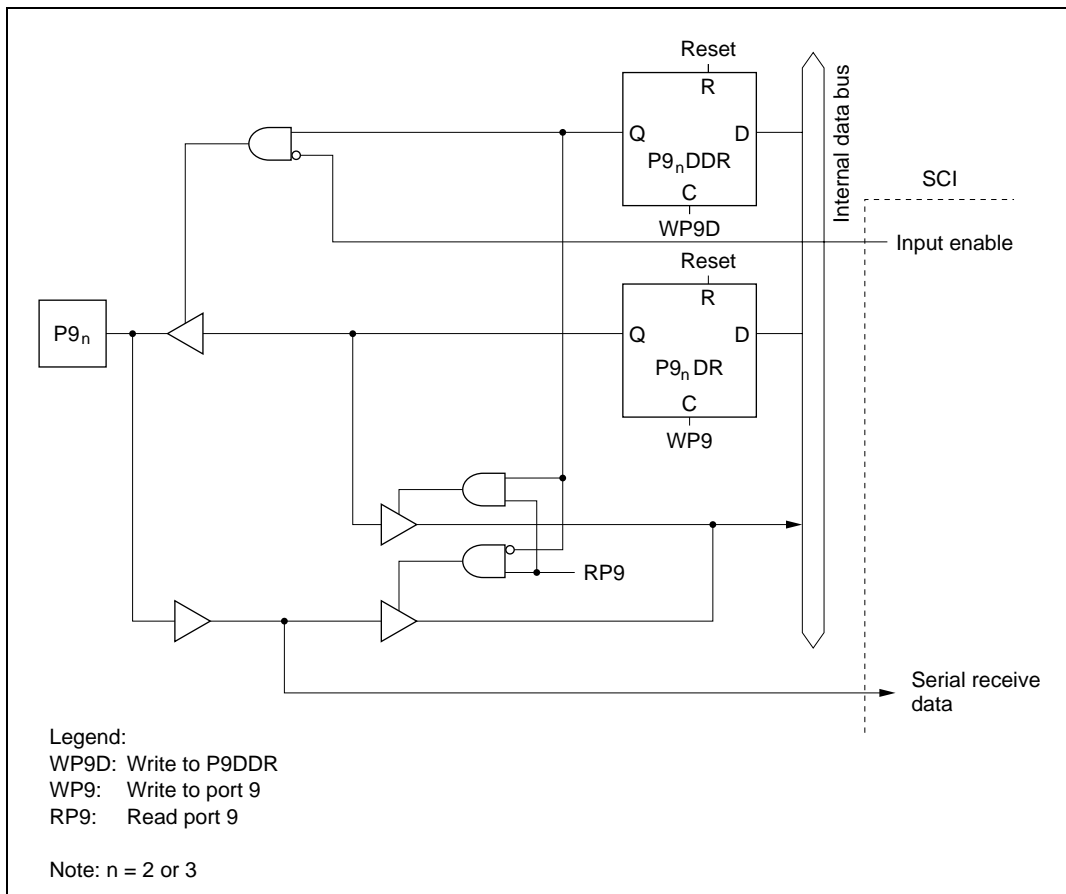 Reset
R
Q D
P9nDDR
C
WP9D
Internal data bus
SCI
Input enable
Reset
R
P9n
Q D
P9nDR
C
WP9
RP9
Serial receive
data
Legend:
WP9D: Write to P9DDR
WP9: Write to port 9
RP9: Read port 9
Note: n = 2 or 3